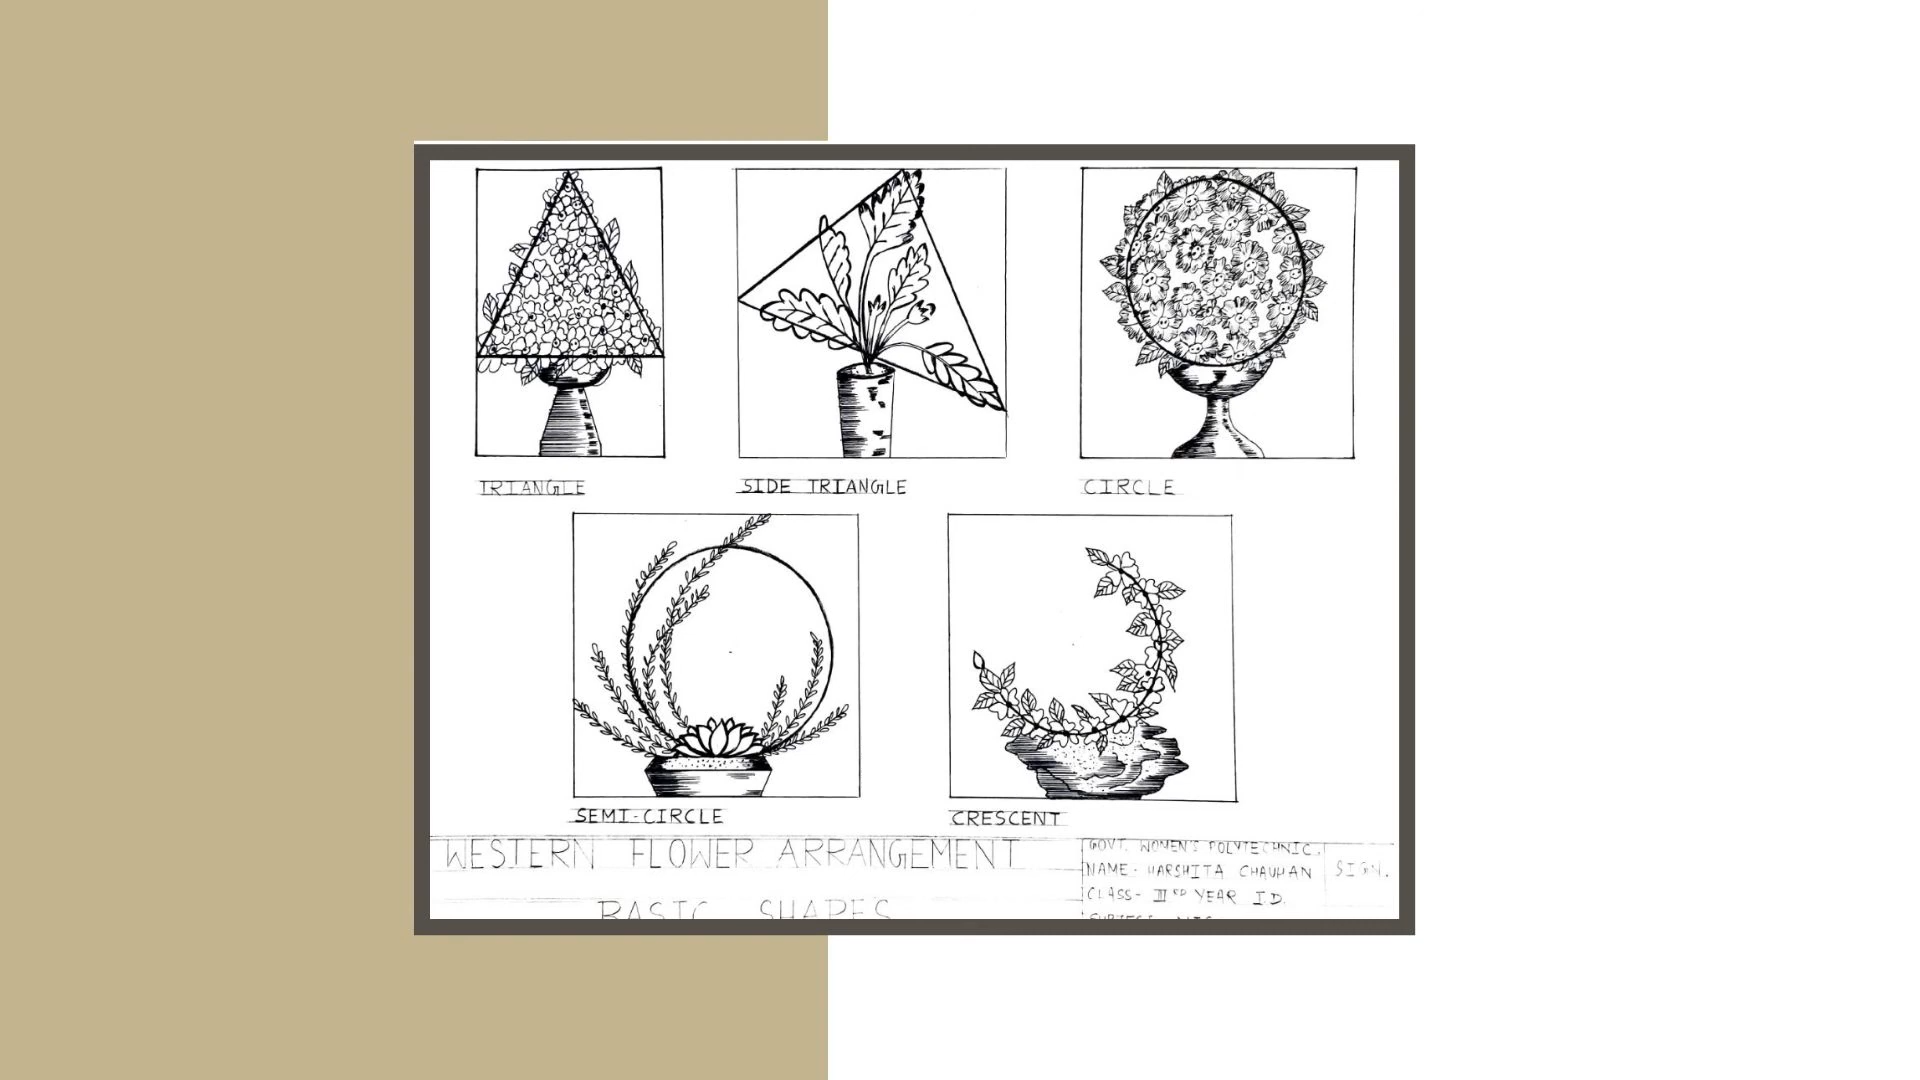 TRIANGLE
SIDE TRIANGLE
CIRCLE
SEMI-CIRCLE
CRESCENT
WESTERN FLOWER ARRANGEMENT
BASIC SHAPES
GOVT. WOMEN'S POLYTECHNIC.
NAME- HARSHITA CHAUHAN
CLASS- III RD YEAR I.D.
SIGN.